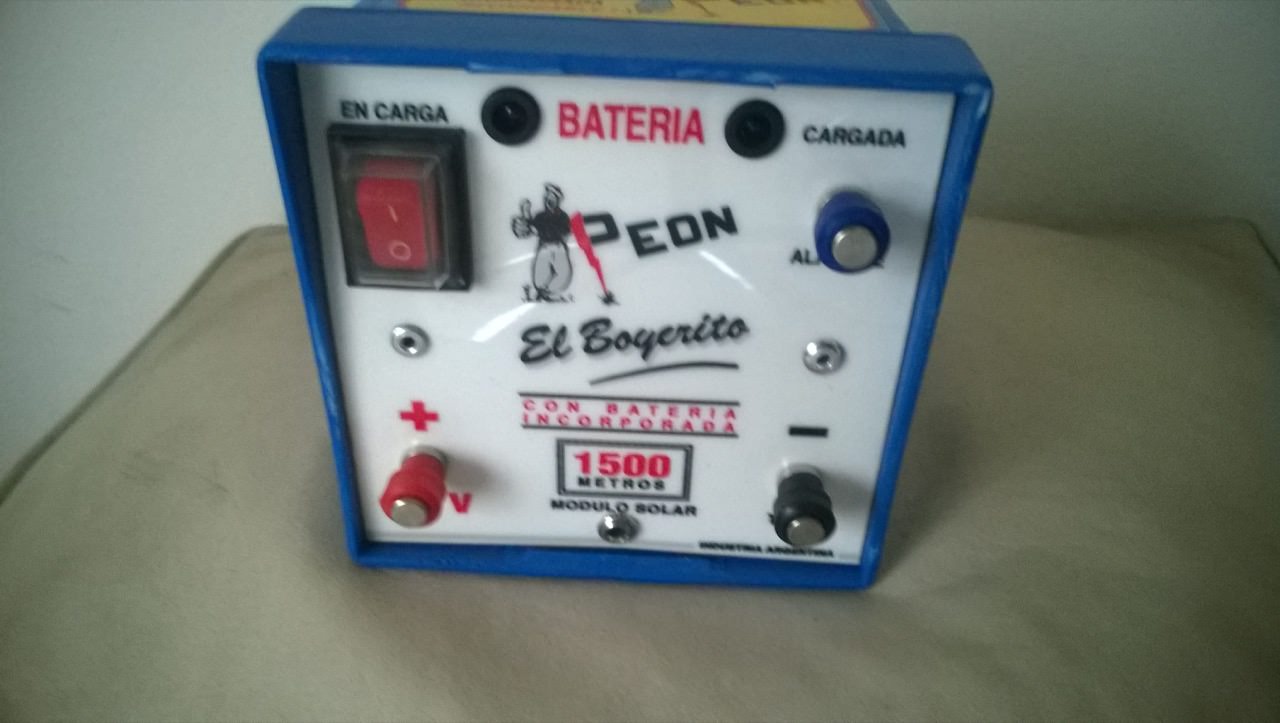 EN CARGA
BATERIA
CARGADA
I
O
PEON
El Boyerito
CON BATERIA
INCORPORADA
+
-
1500
METROS
V
MODULO SOLAR
INDUSTRIA ARGENTINA